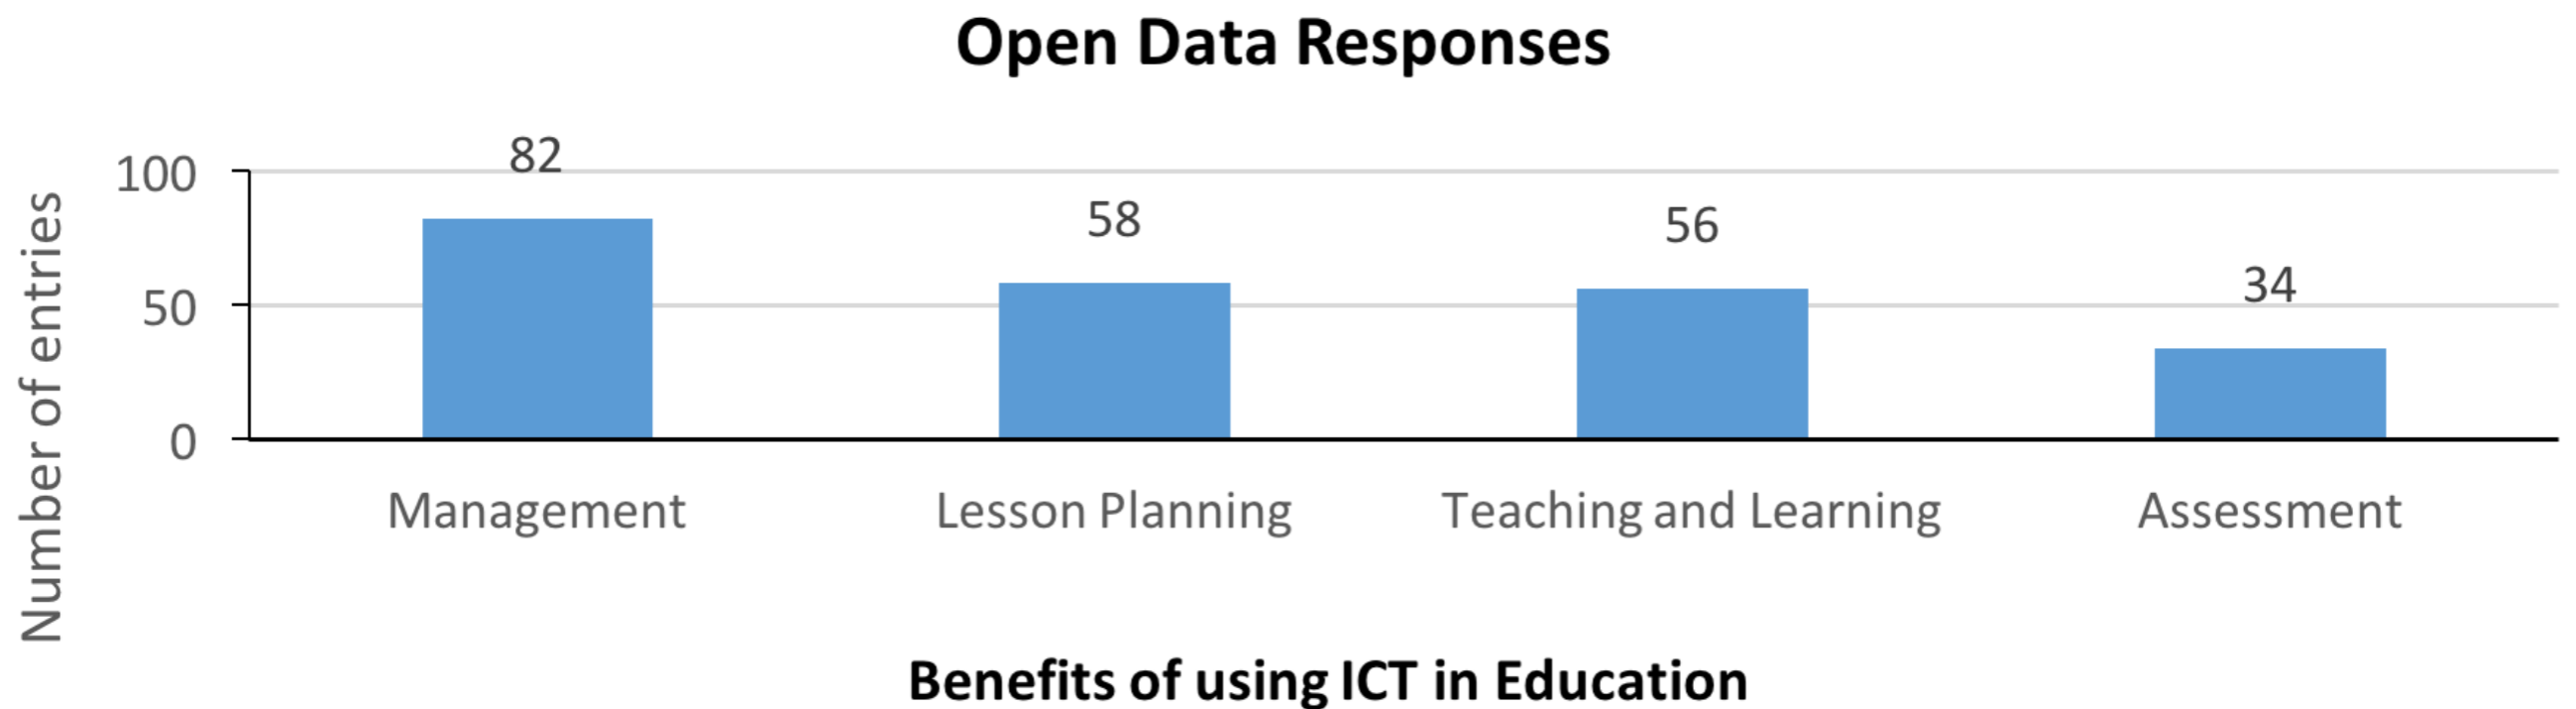 Open Data Responses
Number of entries
100
50
0
82
58
56
34
Management
Lesson Planning
Teaching and Learning
Assessment
Benefits of using ICT in Education